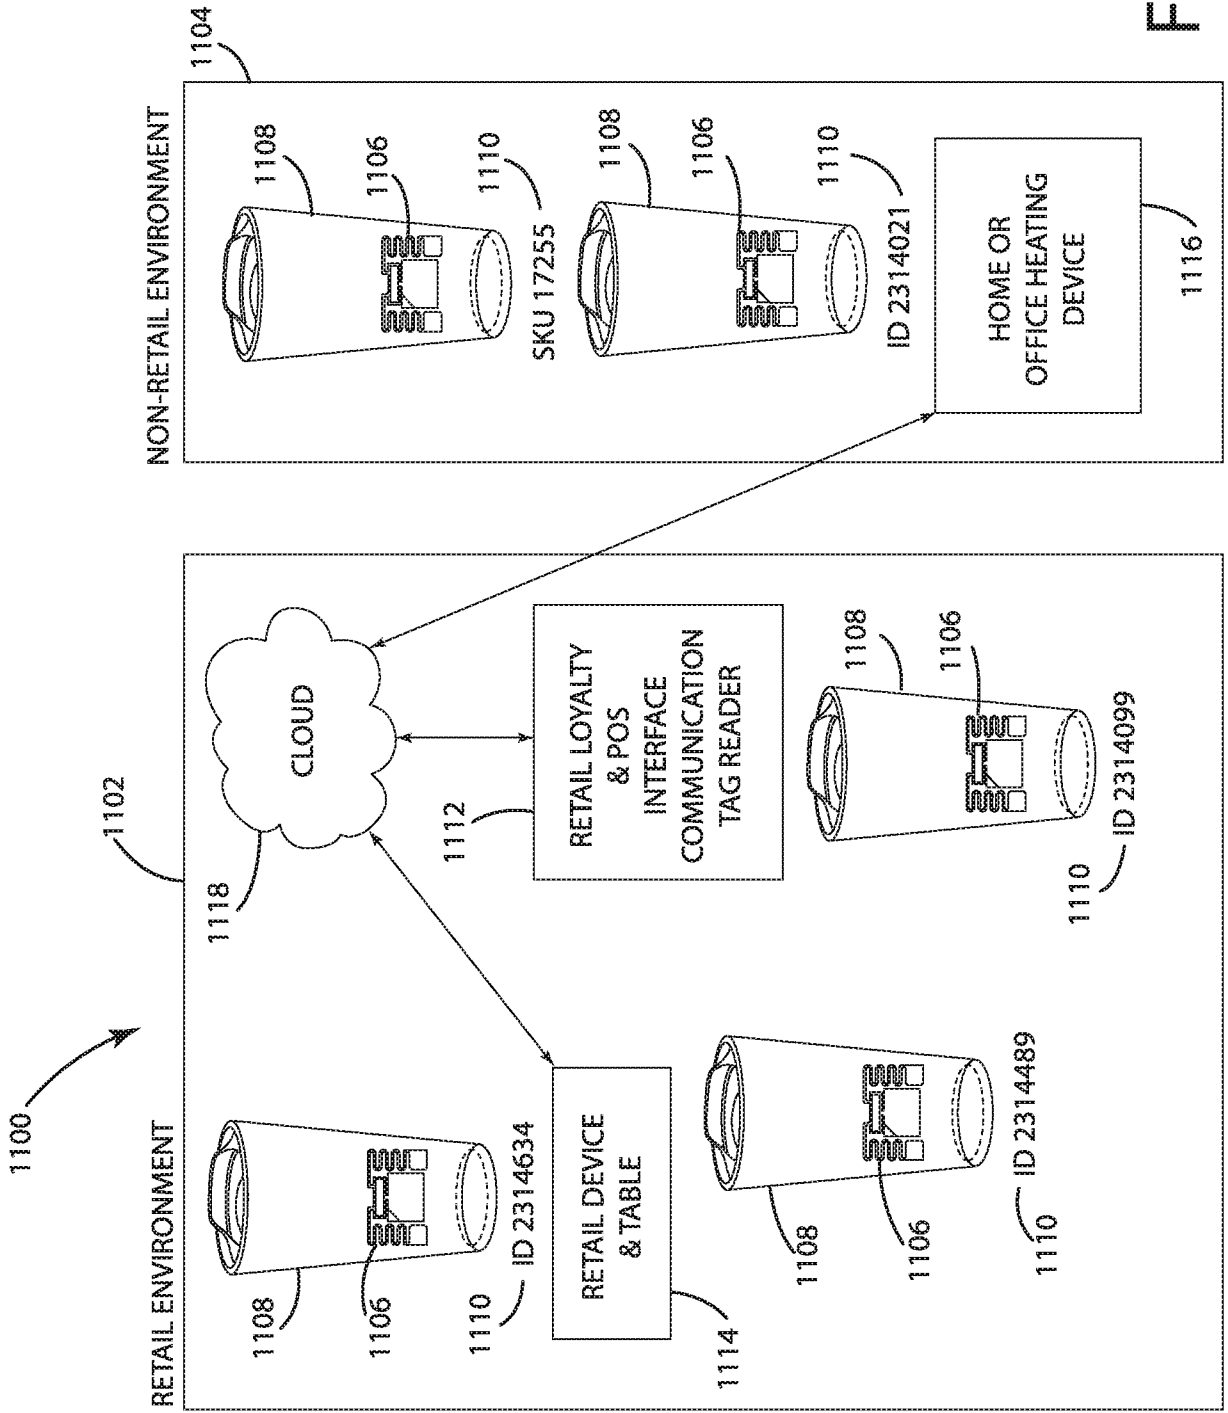 1100
RETAIL ENVIRONMENT
1102
1118
CLOUD
1108
1106
1110
ID 2314634
RETAIL DEVICE
& TABLE
1114
1112
RETAIL LOYALTY
& POS
INTERFACE
COMMUNICATION
TAG READER
1108
1106
1110
ID 2314489
1108
1106
1110
ID 2314099
NON-RETAIL ENVIRONMENT
1104
1108
1106
1110
SKU 17255
1108
1106
1110
ID 2314021
HOME OR
OFFICE HEATING
DEVICE
1116
F